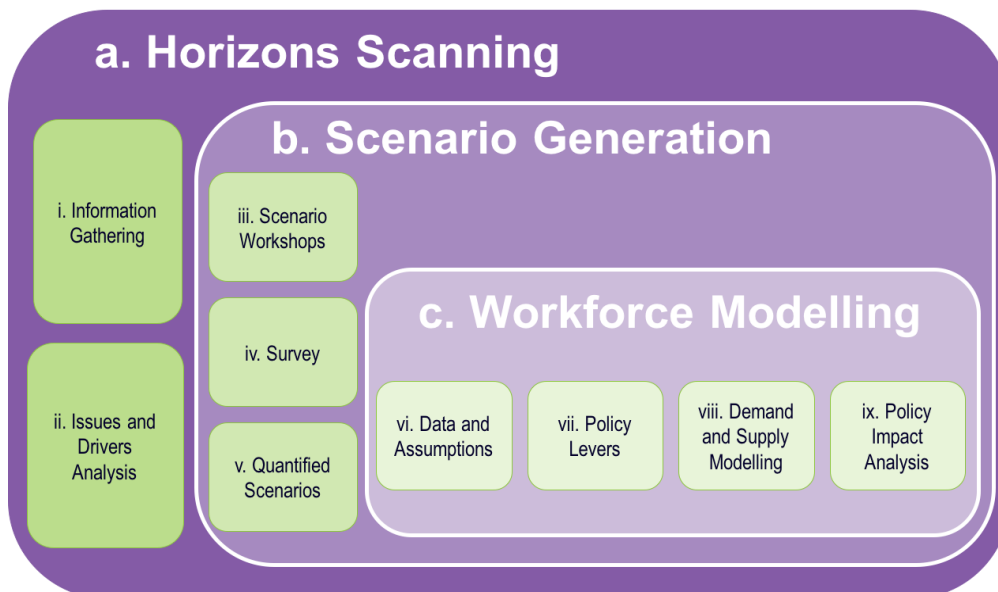 a. Horizons Scanning
i. Information
Gathering
ii. Issues and
Drivers
Analysis
b. Scenario Generation
iii. Scenario
Workshops
iv. Survey
v. Quantified
Scenarios
c. Workforce Modelling
vi. Data and
Assumptions
vii. Policy
Levers
viii. Demand
and Supply
Modelling
ix. Policy
Impact
Analysis